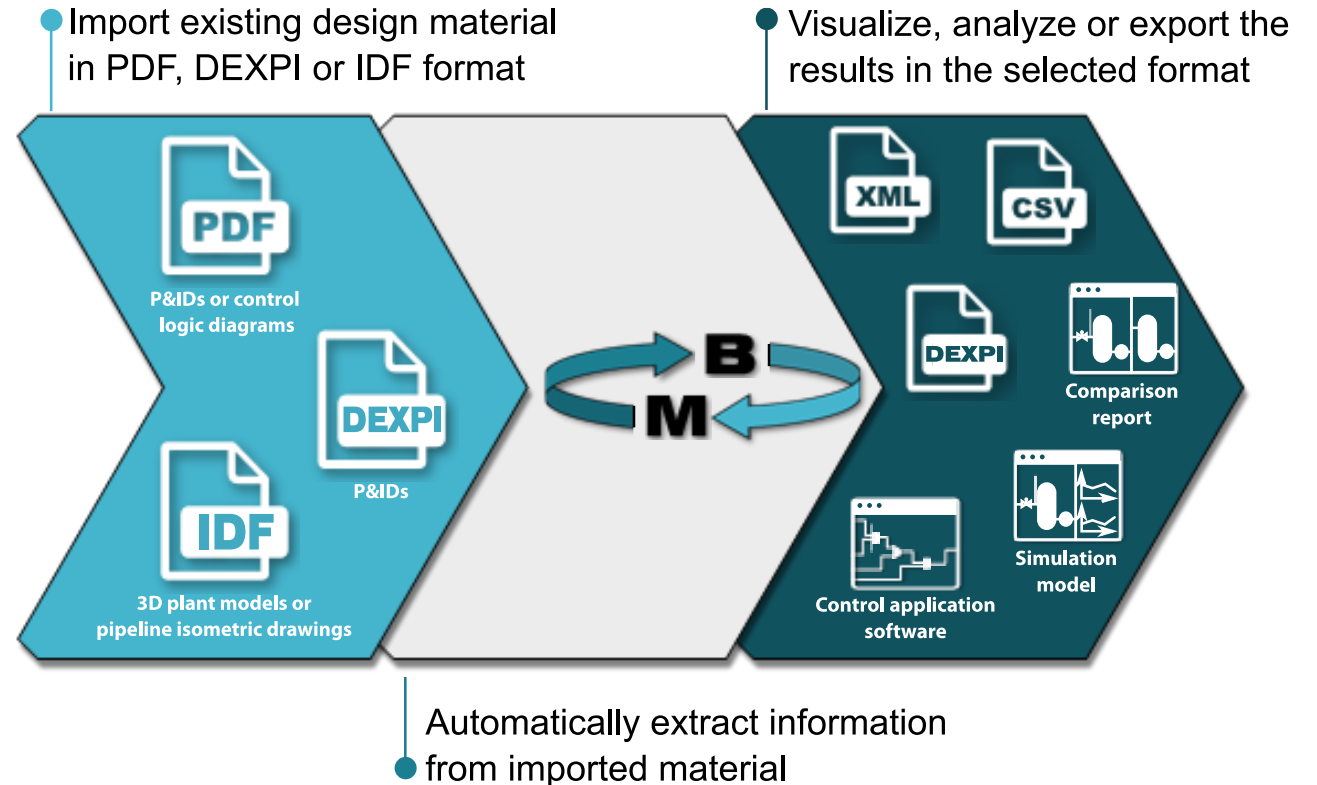 Import existing design material
in PDF, DEXPI or IDF format
Visualize, analyze or export the
results in the selected format
PDF
P&IDs or control
logic diagrams
DEXPI
P&IDs
IDF
3D plant models or
pipeline isometric drawings
B
M
XML
CSV
DEXPI
Comparison
report
Simulation
model
Control application
software
Automatically extract information
from imported material